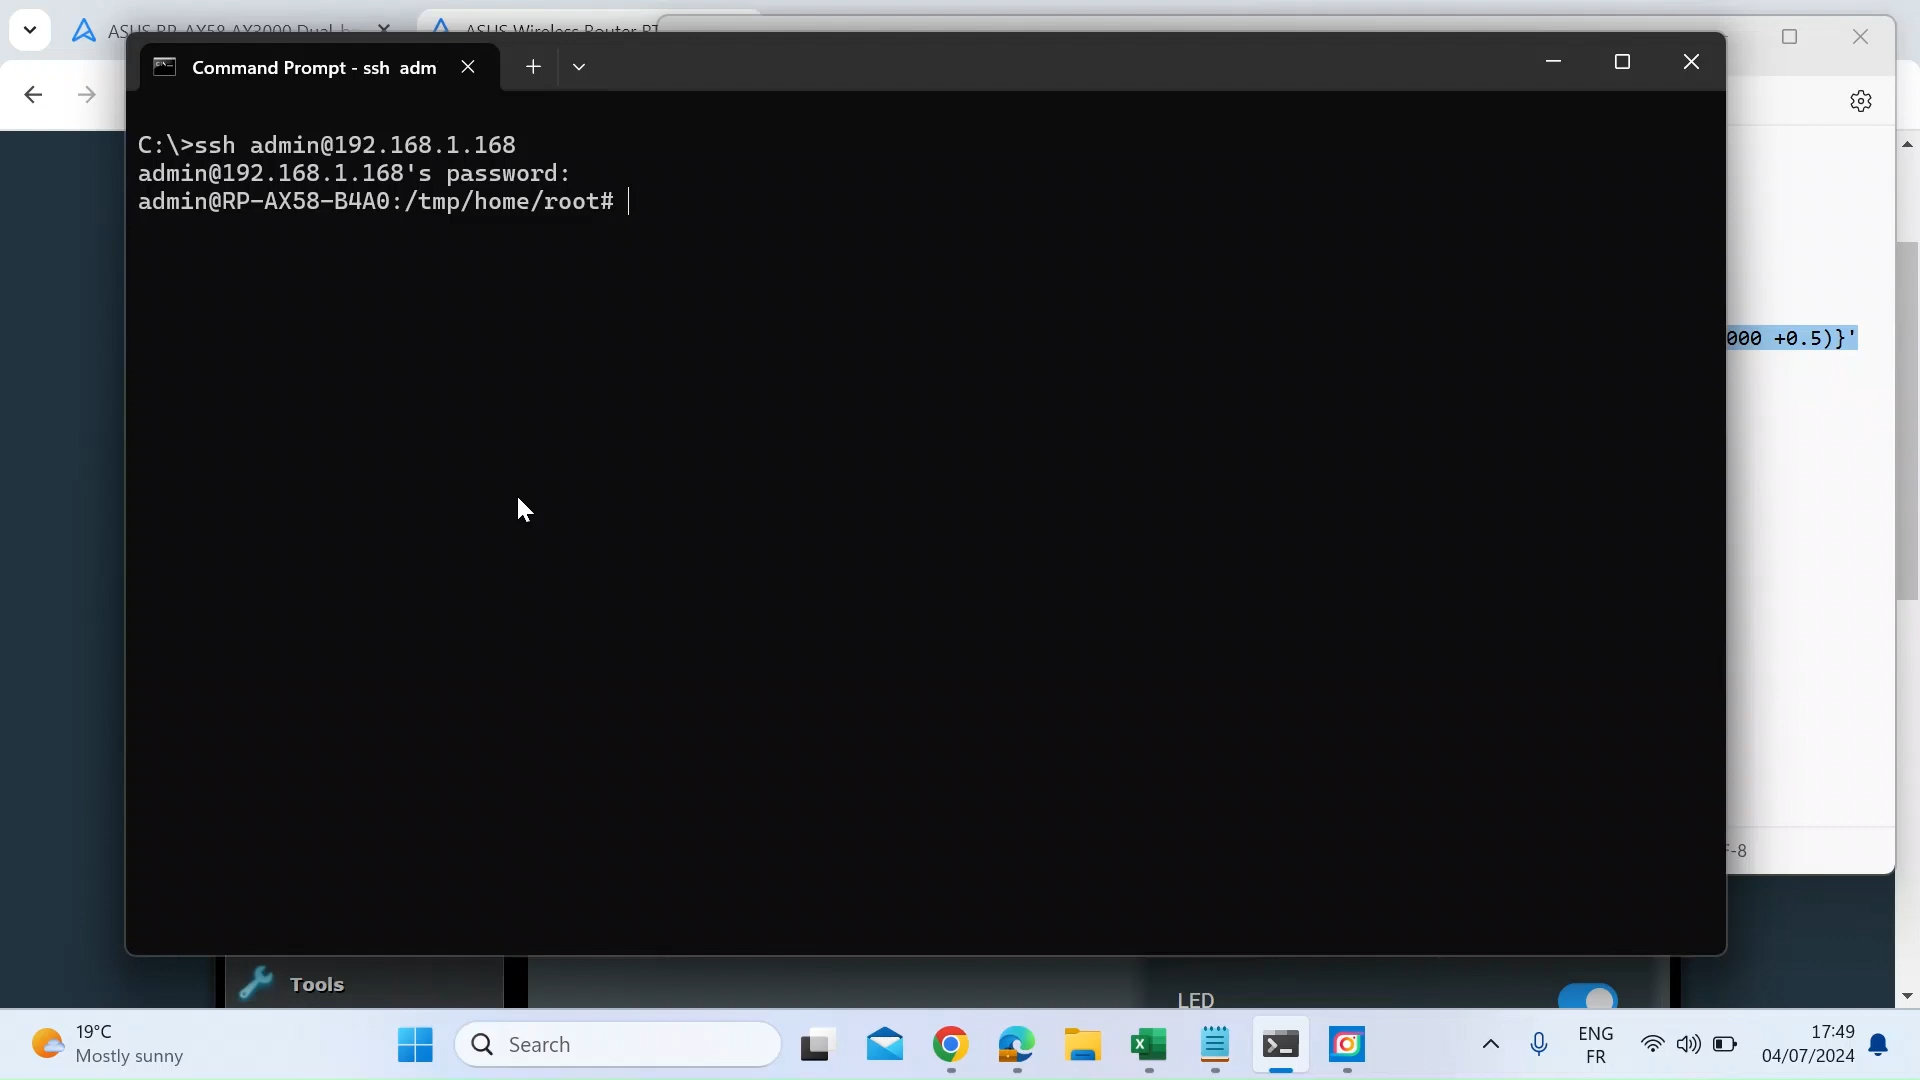 ASUS RP-AX58 AX3000 Dual-b
ASUS Wireless Router RT
Command Prompt - ssh adm
C:\>ssh admin@192.168.1.168
admin@192.168.1.168's password:
admin@RP-AX58-B4A0:/tmp/home/root#
000 +0.5)}'
F-8
Tools
LED
19°C
Mostly sunny
Search
ENG
FR
17:49
04/07/2024